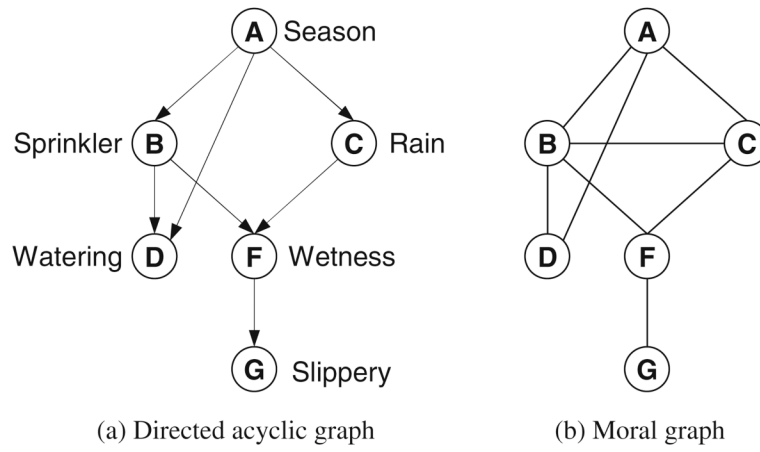 A Season
A
Sprinkler B
C Rain
B
C
Watering D
F Wetness
D
F
G Slippery
G
(a) Directed acyclic graph
(b) Moral graph